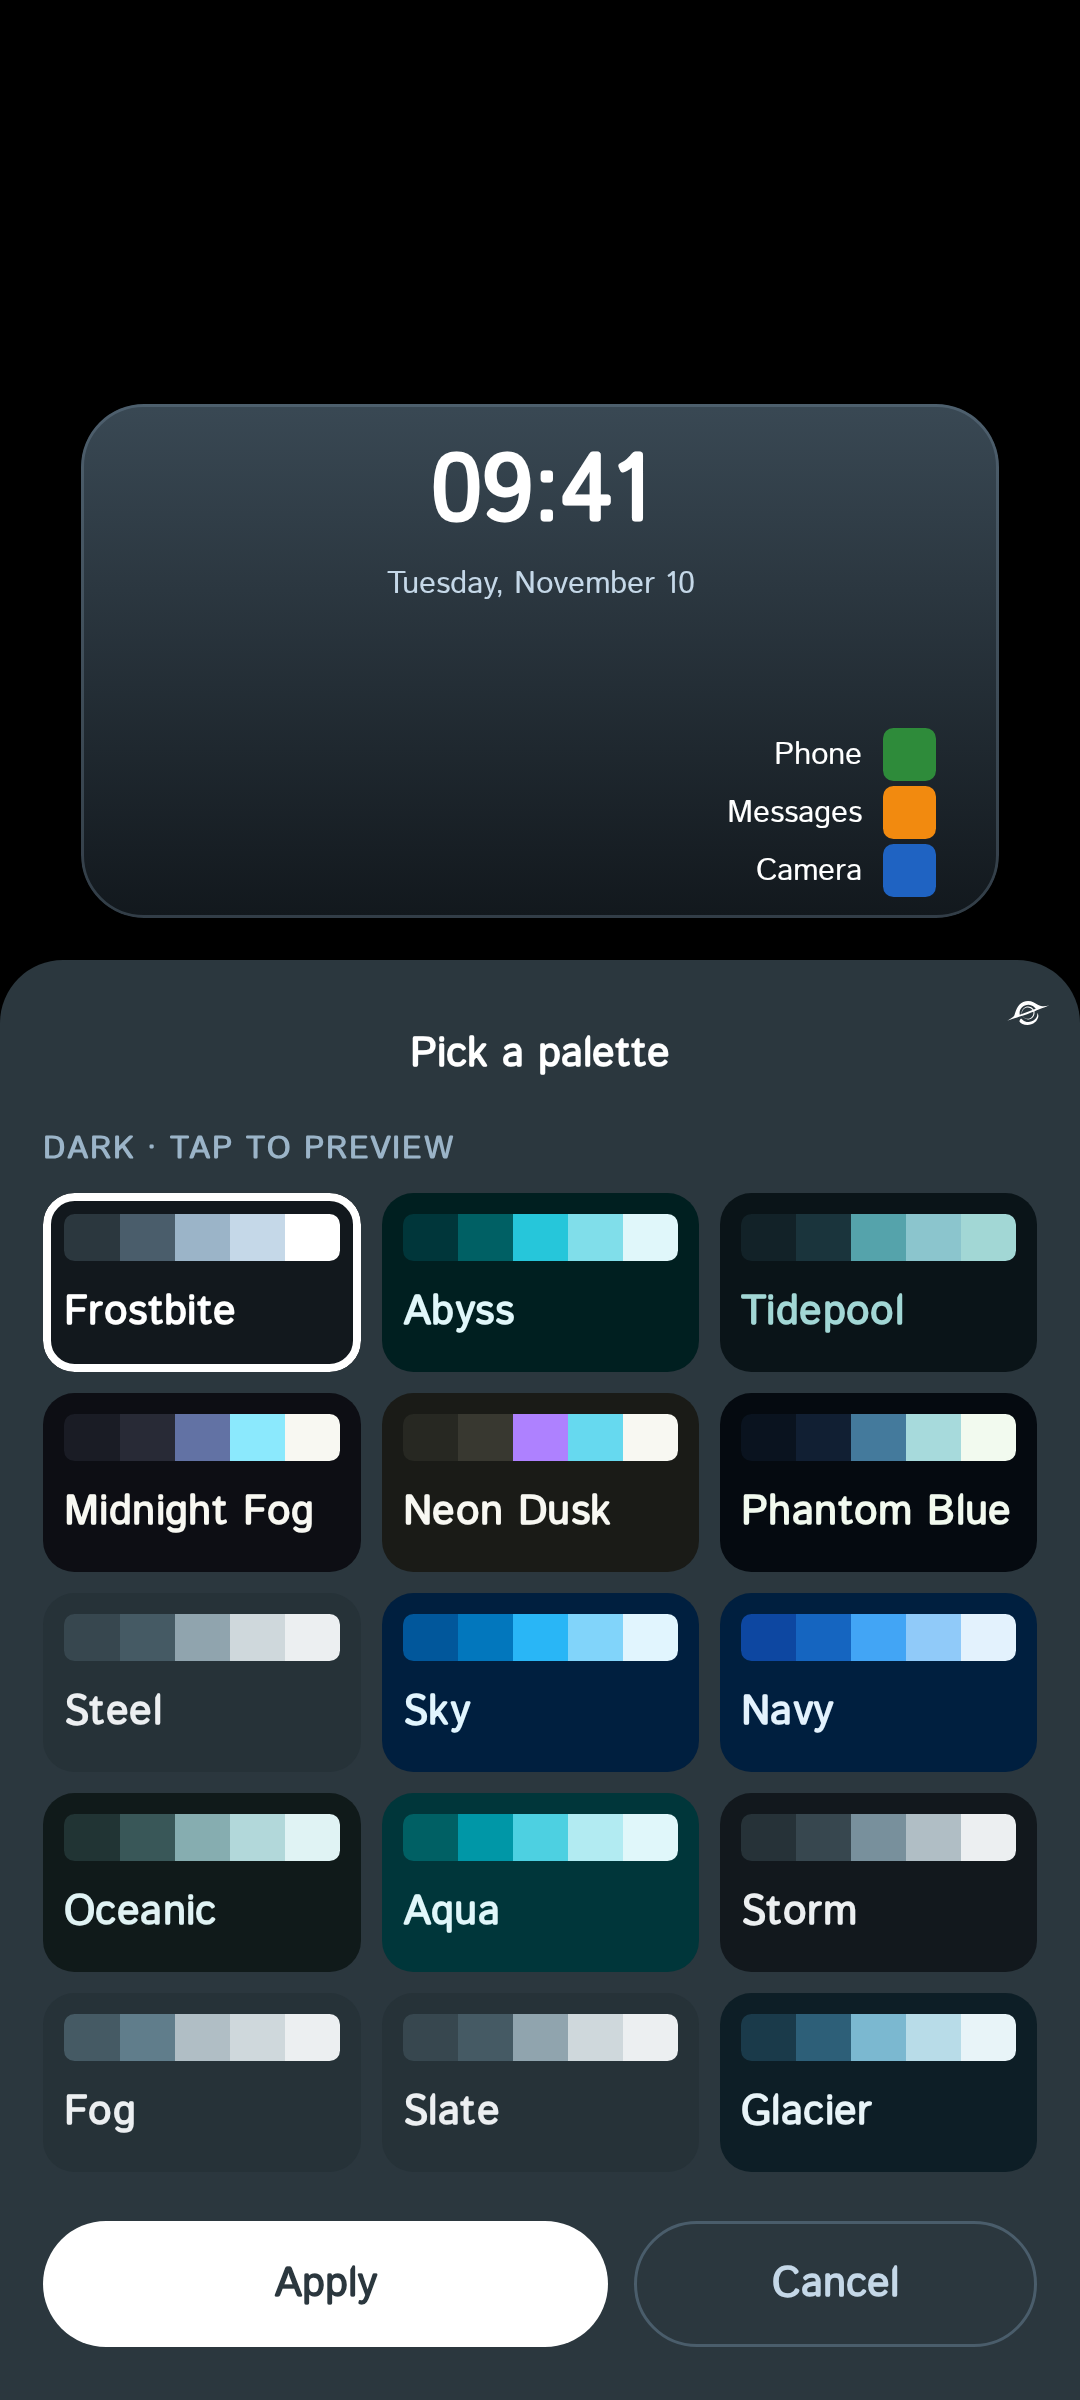 09:41
Tuesday, November 10
Phone
Messages
Camera
Pick a palette
DARK · TAP TO PREVIEW
Frostbite
Abyss
Tidepool
Midnight Fog
Neon Dusk
Phantom Blue
Steel
Sky
Navy
Oceanic
Aqua
Storm
Fog
Slate
Glacier
Apply
Cancel